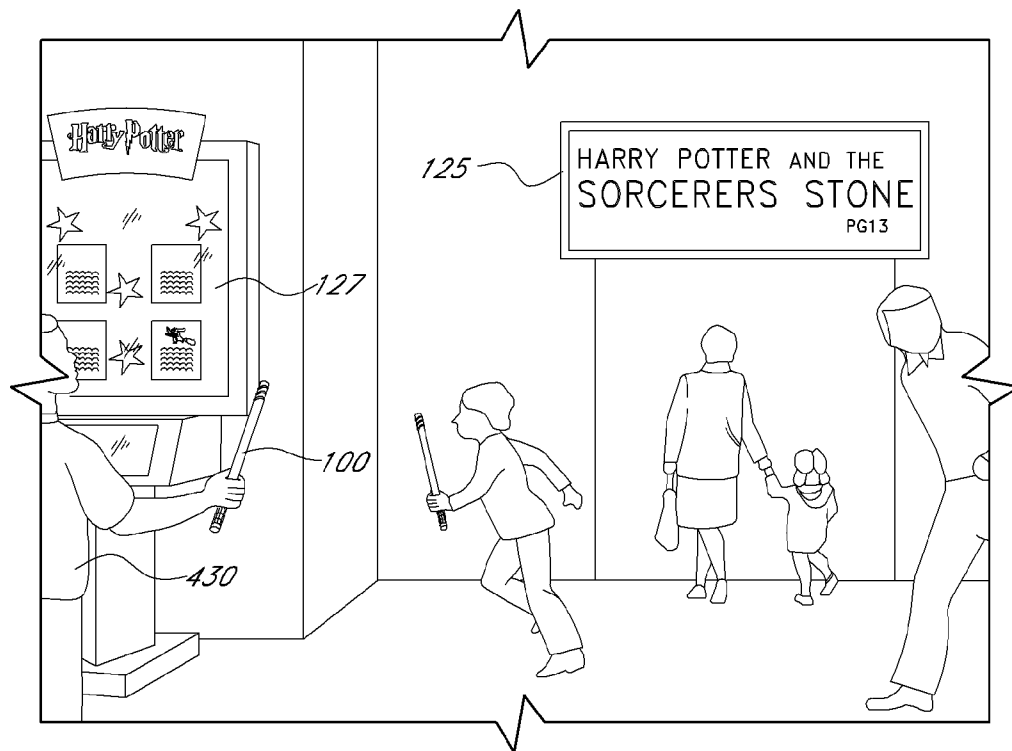 Harry Potter
125
HARRY POTTER AND THE
SORCERERS STONE
PG13
127
100
430